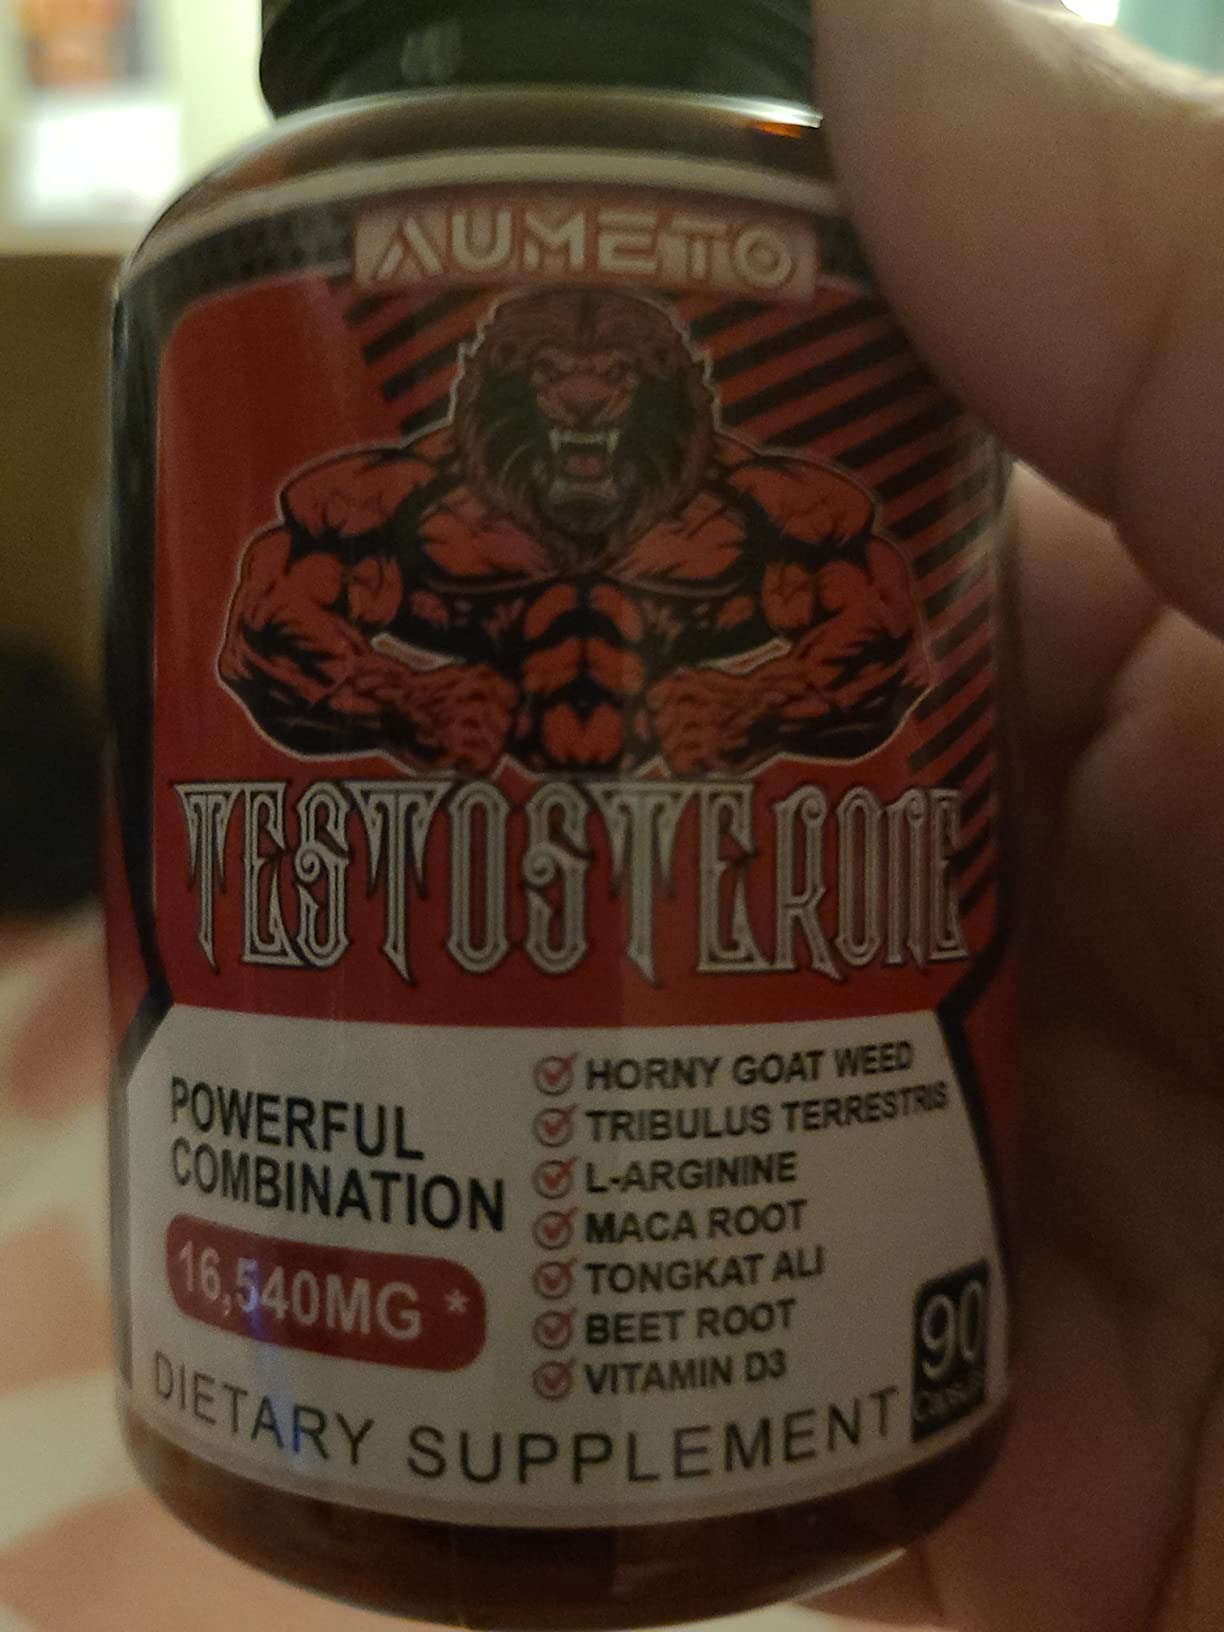 AUMETO
TESTOSTERONE
POWERFUL
COMBINATION
16,540MG *
HORNY GOAT WEED
TRIBULUS TERRESTRIS
L-ARGININE
MACA ROOT
TONGKAT ALI
BEET ROOT
VITAMIN D3
90
DIETARY SUPPLEMENT